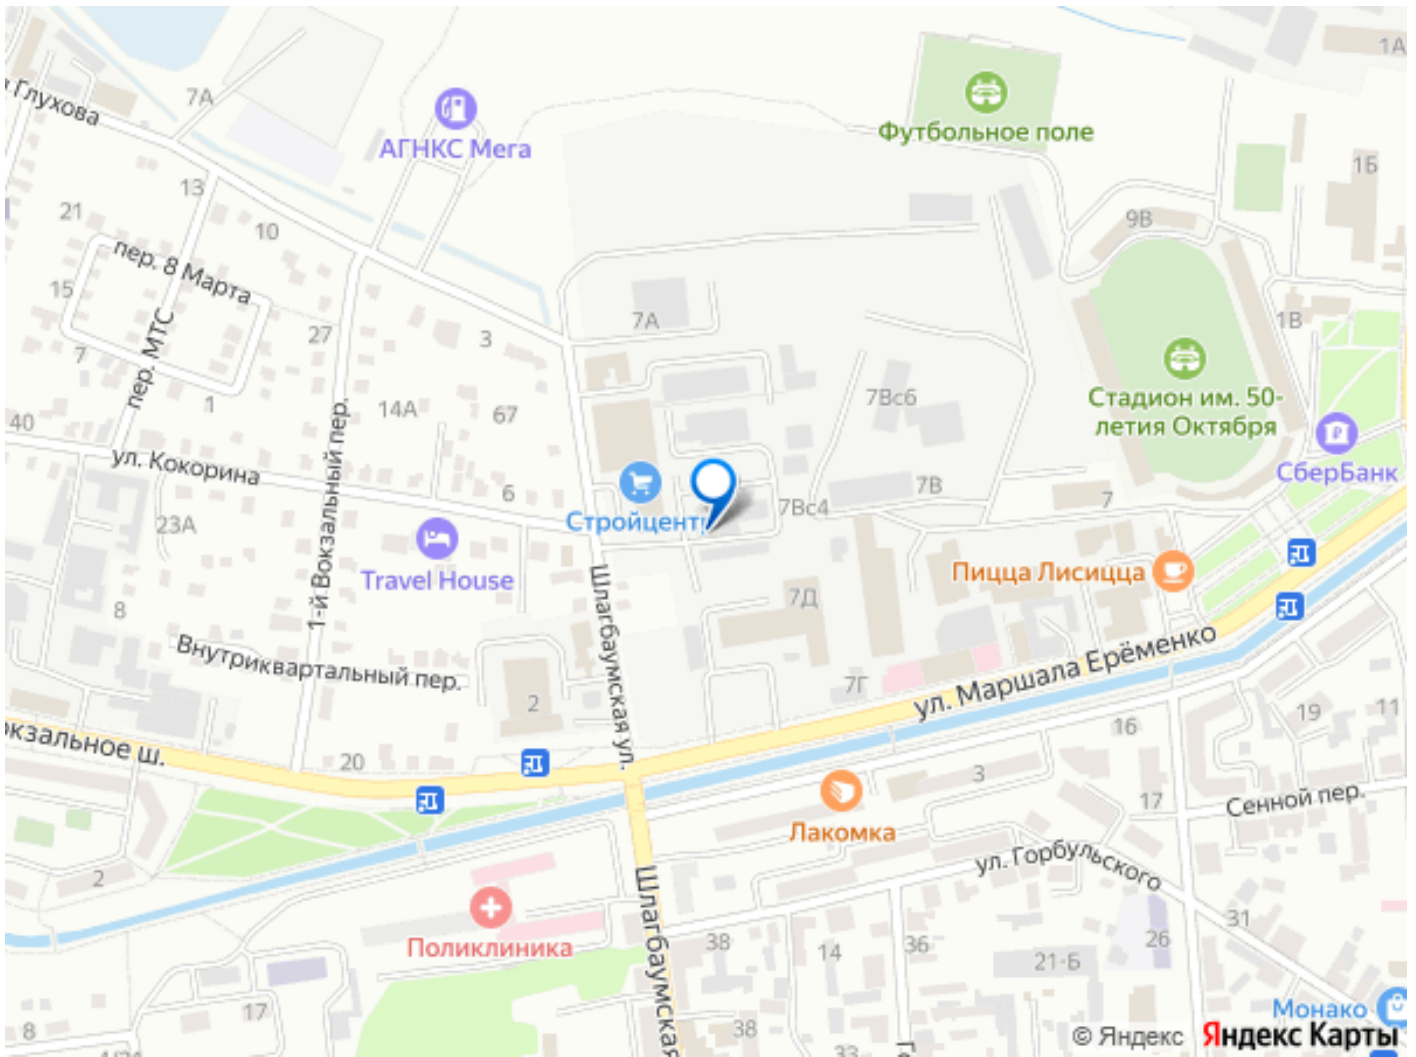 1А
Глухова
7А
АГНКС Мега
Футбольное поле
1Б
13
21
10
9В
пер. 8 Марта
15
27
7А
3
1В
7
пер. МТС
Стадион им. 50-
летия Октября
7Вс6
1
14А
67
40
СберБанк
1-й Вокзальный пер.
ул. Кокорина
6
7В
7
23А
Стройцентр
7Вс4
Travel House
Пицца Лисицца
8
7Д
Шлагбаумская ул.
Внутриквартальный пер.
ул. Маршала Ерёменко
7Г
2
19
11
16
окзальное ш.
20
3
17
Сенной пер.
Лакомка
ул. Горбульского
2
Шлагбаумская
31
Поликлиника
38
14
36
26
21-Б
17
Монако
8
38
33
© Яндекс
Яндекс Карты